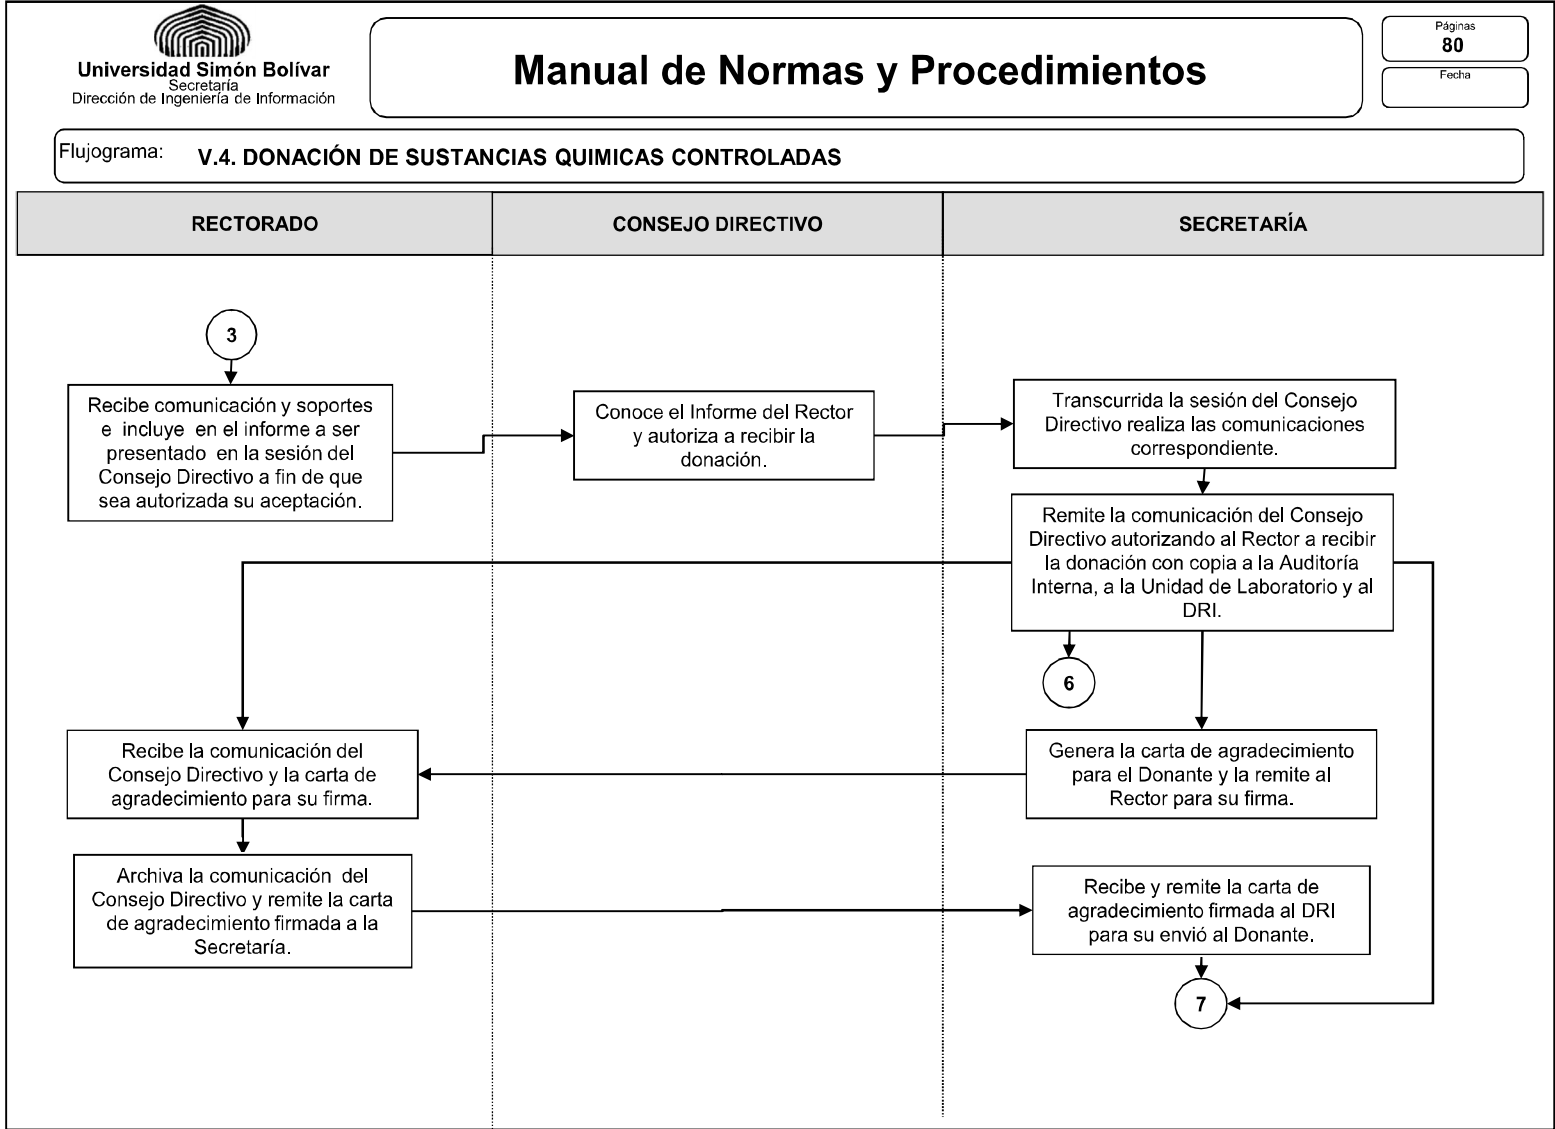 Universidad Simón Bolívar
Secretaría
Dirección de Ingeniería de Información
Manual de Normas y Procedimientos
Páginas
80
Fecha
Flujograma: V.4. DONACIÓN DE SUSTANCIAS QUIMICAS CONTROLADAS
RECTORADO
CONSEJO DIRECTIVO
SECRETARÍA
3
Recibe comunicación y soportes
e incluye en el informe a ser
presentado en la sesión del
Consejo Directivo a fin de que
sea autorizada su aceptación.
Conoce el Informe del Rector
y autoriza a recibir la
donación.
Transcurrida la sesión del Consejo
Directivo realiza las comunicaciones
correspondiente.
Remite la comunicación del Consejo
Directivo autorizando al Rector a recibir
la donación con copia a la Auditoría
Interna, a la Unidad de Laboratorio y al
DRI.
6
Recibe la comunicación del
Consejo Directivo y la carta de
agradecimiento para su firma.
Genera la carta de agradecimiento
para el Donante y la remite al
Rector para su firma.
Archiva la comunicación del
Consejo Directivo y remite la carta
de agradecimiento firmada a la
Secretaría.
Recibe y remite la carta de
agradecimiento firmada al DRI
para su envió al Donante.
7